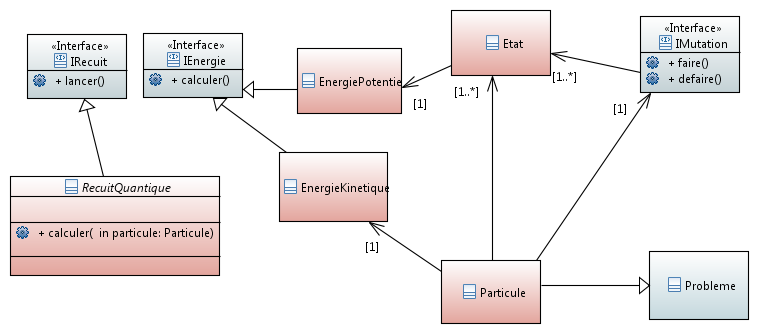 «Interface»
IRecuit
+ lancer()
«Interface»
IEnergie
+ calculer()
EnergiePotentie
Etat
«Interface»
IMutation
+ faire()
+ defaire()
[1]
[1..*]
[1..*]
[1]
RecuitQuantique
+ calculer( in particule: Particule)
EnergieKinetique
[1]
Particule
Probleme